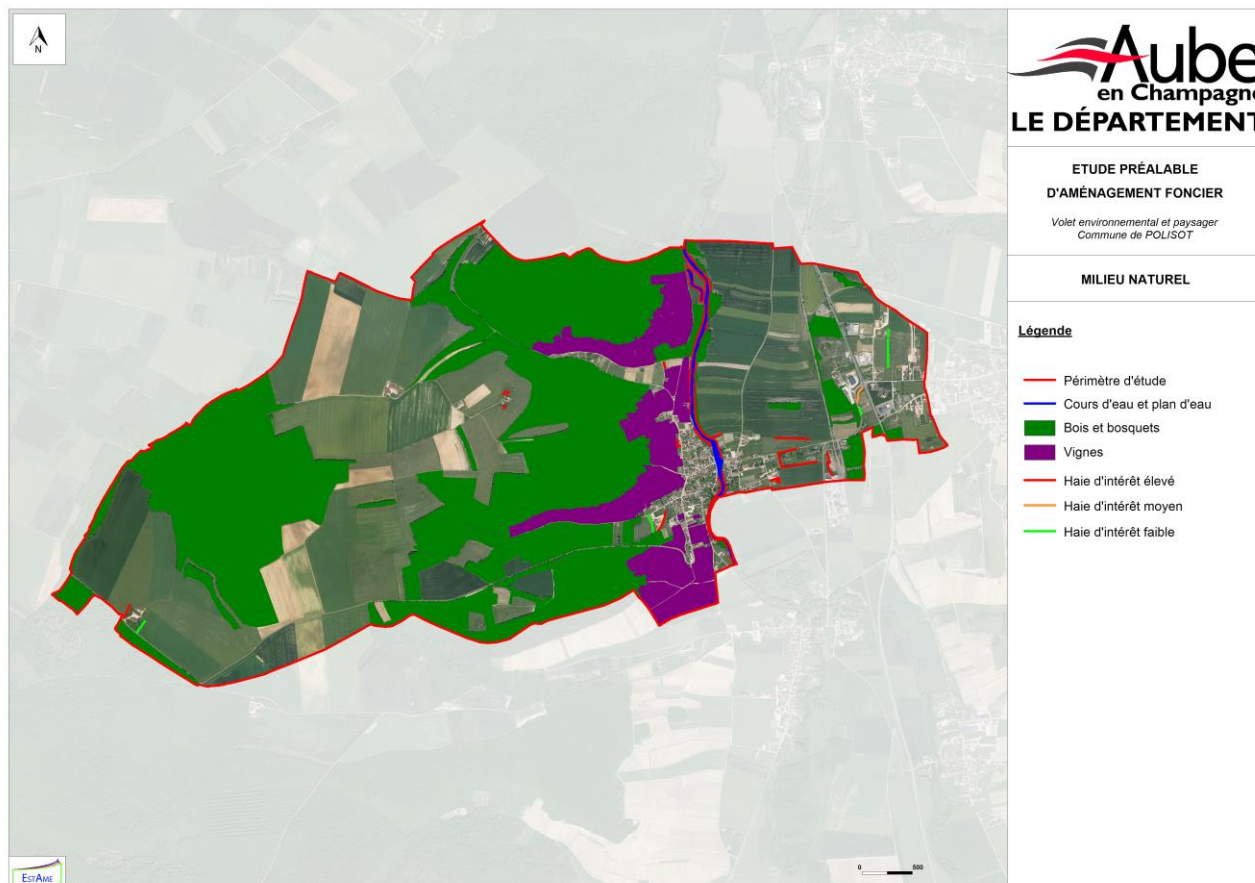 N
Aube
en Champagne
LE DÉPARTEMENT
ETUDE PRÉALABLE
D'AMÉNAGEMENT FONCIER
Volet environnemental et paysager
Commune de POLISOT
MILIEU NATUREL
Légende
Périmètre d'étude
Cours d'eau et plan d'eau
Bois et bosquets
Vignes
Haie d'intérêt élevé
Haie d'intérêt moyen
Haie d'intérêt faible
0 500
ESTAME